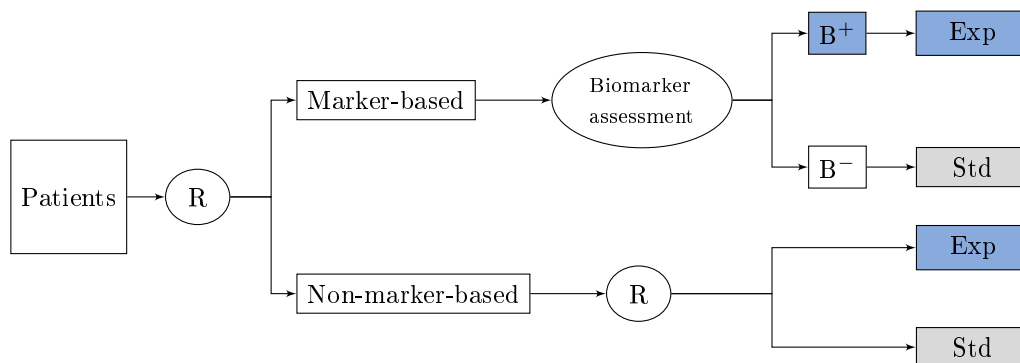 Patients
R
Marker-based
Biomarker
assessment
B⁺
Exp
B⁻
Std
Non-marker-based
R
Exp
Std